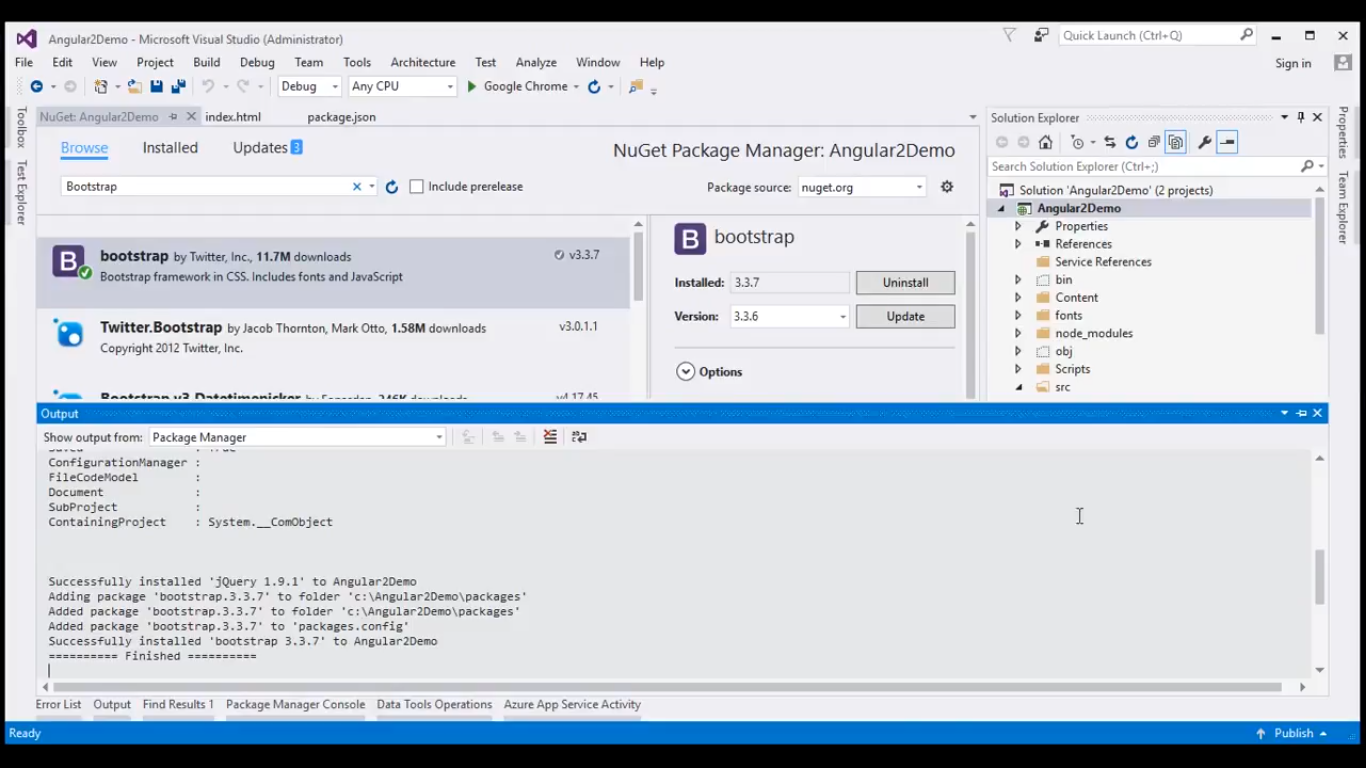 Angular2Demo - Microsoft Visual Studio (Administrator)
Quick Launch (Ctrl+Q)
File Edit View Project Build Debug Team Tools Architecture Test Analyze Window Help
Sign in
Debug Any CPU Google Chrome
Toolbox
Test Explorer
NuGet: Angular2Demo index.html package.json
Browse Installed Updates 3
NuGet Package Manager: Angular2Demo
Bootstrap
Include prerelease
Package source: nuget.org
B
bootstrap by Twitter, Inc., 11.7M downloads
v3.3.7
Bootstrap framework in CSS. Includes fonts and JavaScript
Twitter.Bootstrap by Jacob Thornton, Mark Otto, 1.58M downloads
v3.0.1.1
Copyright 2012 Twitter, Inc.
Bootstrap.v3.Datetimepicker
v4.17.45
B
bootstrap
Installed: 3.3.7 Uninstall
Version: 3.3.6 Update
Options
Solution Explorer
Search Solution Explorer (Ctrl+;)
Solution 'Angular2Demo' (2 projects)
Angular2Demo
Properties
References
Service References
bin
Content
fonts
node_modules
obj
Scripts
src
Properties
Team Explorer
Output
Show output from: Package Manager
ConfigurationManager :
FileCodeModel :
Document :
SubProject :
ContainingProject : System.__ComObject
Successfully installed 'jQuery 1.9.1' to Angular2Demo
Adding package 'bootstrap.3.3.7' to folder 'c:\Angular2Demo\packages'
Added package 'bootstrap.3.3.7' to folder 'c:\Angular2Demo\packages'
Added package 'bootstrap.3.3.7' to 'packages.config'
Successfully installed 'bootstrap 3.3.7' to Angular2Demo
========== Finished ==========
Error List Output Find Results 1 Package Manager Console Data Tools Operations Azure App Service Activity
Ready
Publish